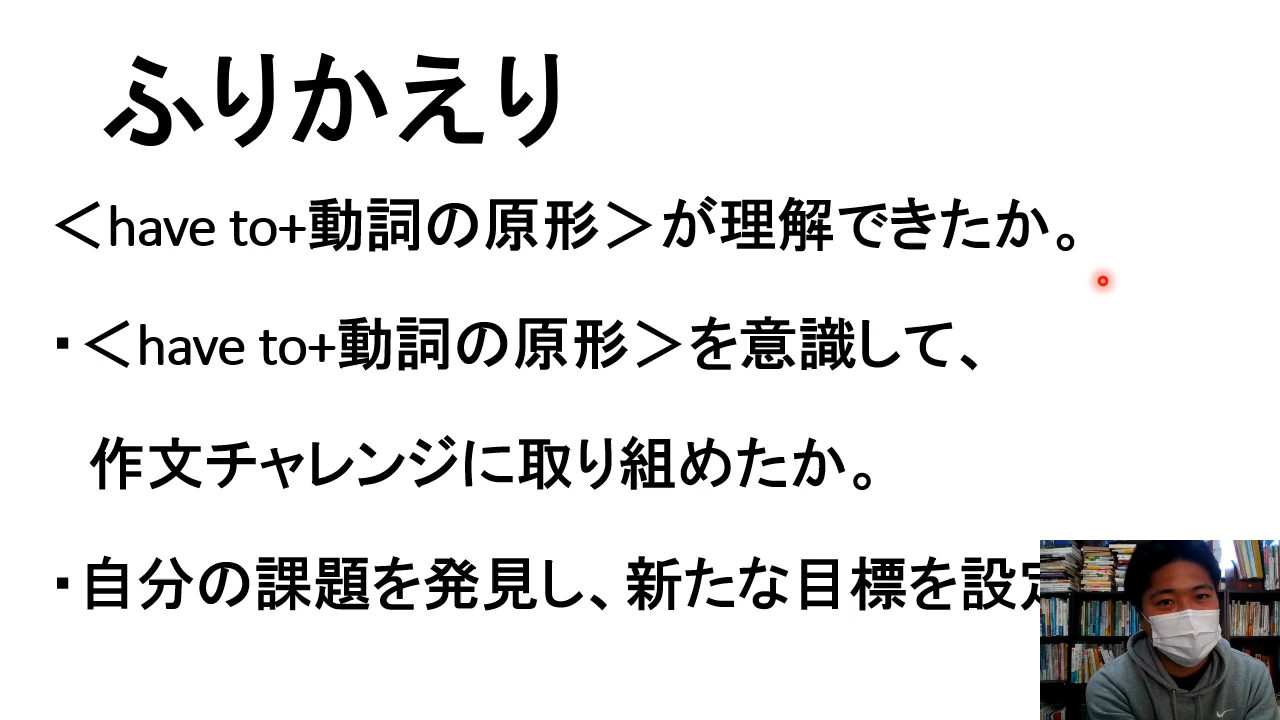 ふりかえり
＜have to+動詞の原形＞が理解できたか。
・＜have to+動詞の原形＞を意識して、
作文チャレンジに取り組めたか。
・自分の課題を発見し、新たな目標を設定